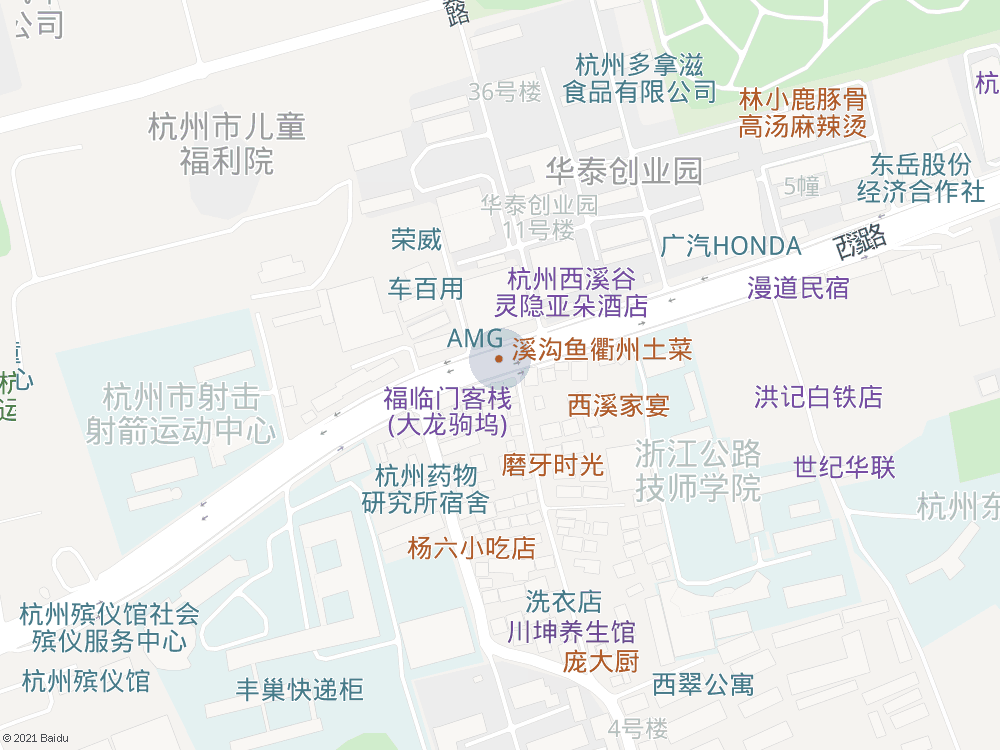 公司
路
杭州多拿滋
食品有限公司
36号楼
杭
林小鹿豚骨
高汤麻辣烫
杭州市儿童
福利院
华泰创业园
东岳股份
经济合作社
5幢
华泰创业园
11号楼
荣威
广汽HONDA
西溪路
车百用
杭州西溪谷
灵隐亚朵酒店
漫道民宿
AMG
溪沟鱼衢州土菜
心
杭
运
杭州市射击
射箭运动中心
福临门客栈
(大龙驹坞)
西溪家宴
洪记白铁店
磨牙时光
浙江公路
技师学院
世纪华联
杭州药物
研究所宿舍
杭州东
杨六小吃店
杭州殡仪馆社会
殡仪服务中心
洗衣店
川坤养生馆
庞大厨
杭州殡仪馆
丰巢快递柜
西翠公寓
4号楼
© 2021 Baidu